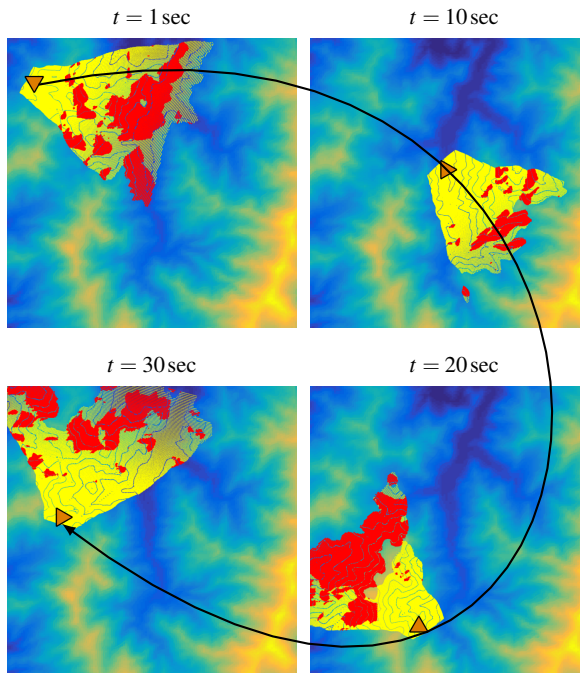 t = 1 sec
t = 10 sec
t = 30 sec
t = 20 sec